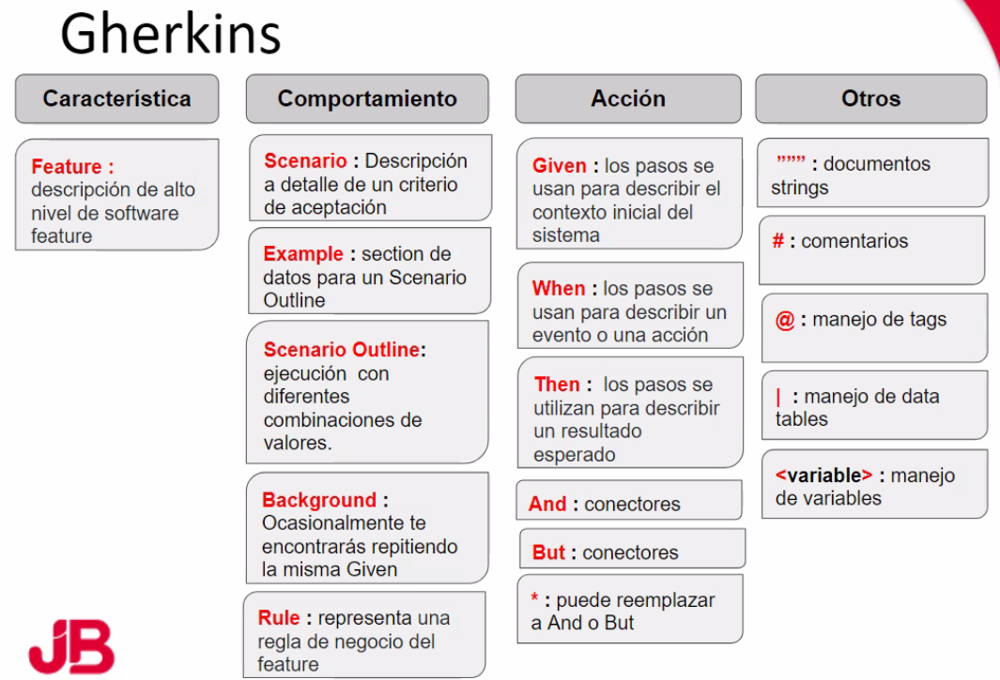 Gherkins
Característica
Feature :
descripción de alto
nivel de software
feature
Comportamiento
Scenario : Descripción
a detalle de un criterio
de aceptación
Example : section de
datos para un Scenario
Outline
Scenario Outline:
ejecución con
diferentes
combinaciones de
valores.
Background :
Ocasionalmente te
encontrarás repitiendo
la misma Given
Rule : representa una
regla de negocio del
feature
Acción
Given : los pasos se
usan para describir el
contexto inicial del
sistema
When : los pasos se
usan para describir un
evento o una acción
Then : los pasos se
utilizan para describir
un resultado
esperado
And : conectores
But : conectores
* : puede reemplazar
a And o But
Otros
””” : documentos
strings
# : comentarios
@ : manejo de tags
| : manejo de data
tables
<variable> : manejo
de variables
JB